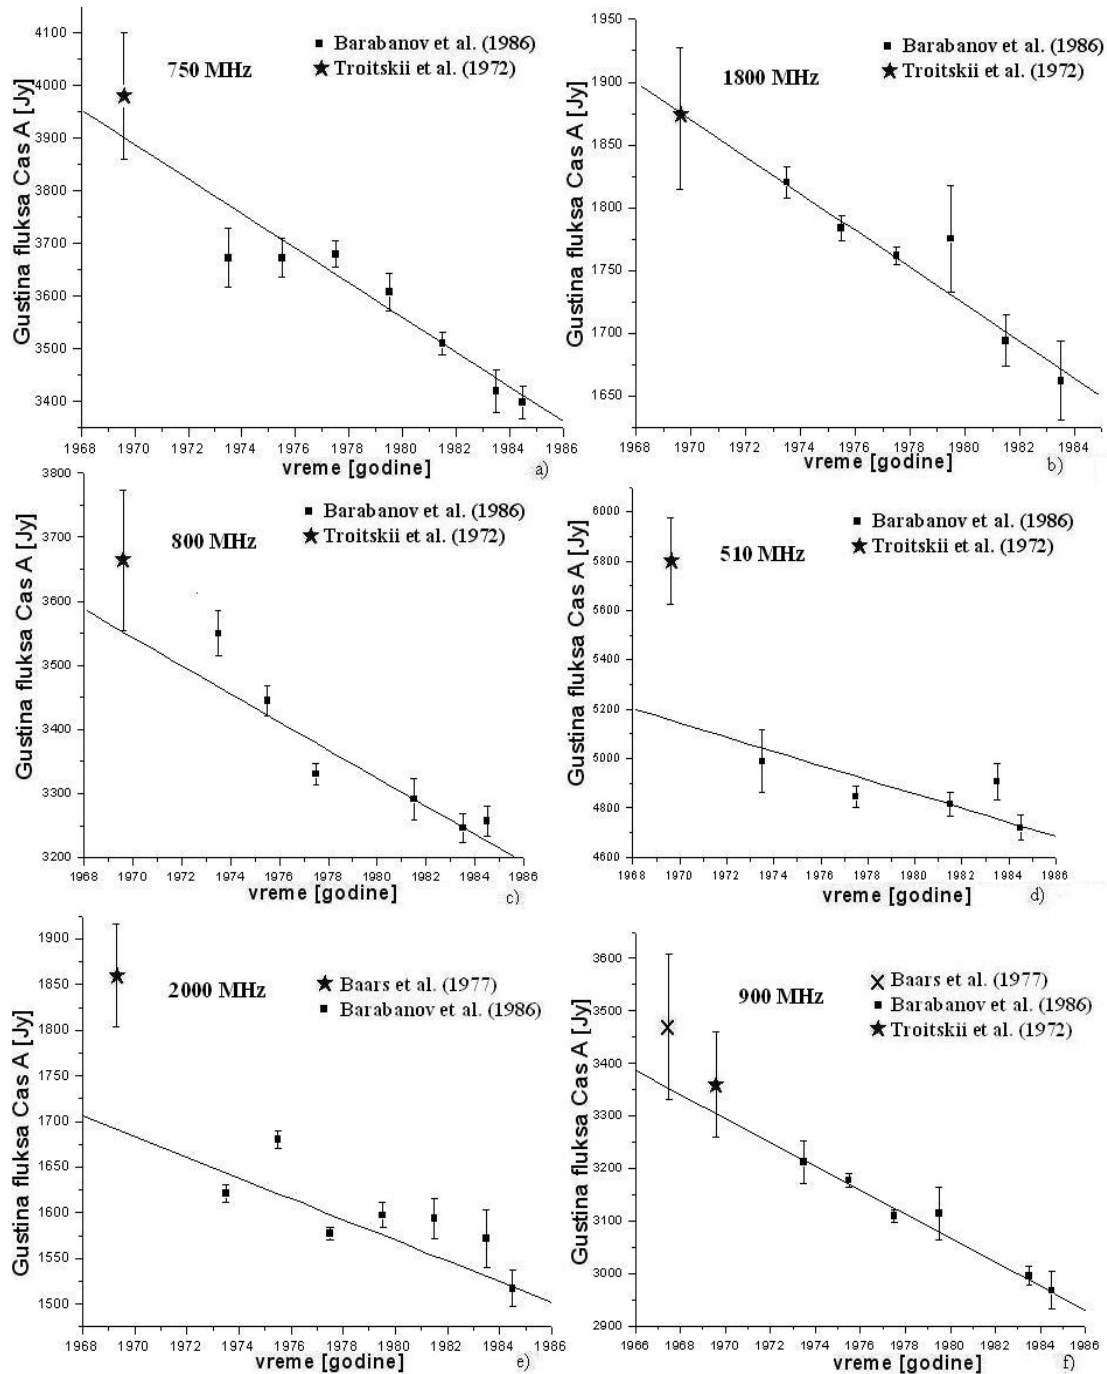 750 MHz
Barabanov et al. (1986)
Troitskii et al. (1972)
Gustina fluksa Cas A [Jy]
4100
4000
3900
3800
3700
3600
3500
3400
1968 1970 1972 1974 1976 1978 1980 1982 1984 1986
vreme [godine]
a)
1800 MHz
Barabanov et al. (1986)
Troitskii et al. (1972)
Gustina fluksa Cas A [Jy]
1950
1900
1850
1800
1750
1700
1650
1968 1970 1972 1974 1976 1978 1980 1982 1984
vreme [godine]
b)
800 MHz
Barabanov et al. (1986)
Troitskii et al. (1972)
Gustina fluksa Cas A [Jy]
3800
3700
3600
3500
3400
3300
3200
1968 1970 1972 1974 1976 1978 1980 1982 1984 1986
vreme [godine]
c)
510 MHz
Barabanov et al. (1986)
Troitskii et al. (1972)
Gustina fluksa Cas A [Jy]
6000
5800
5600
5400
5200
5000
4800
4600
1968 1970 1972 1974 1976 1978 1980 1982 1984 1986
vreme [godine]
d)
2000 MHz
Baars et al. (1977)
Barabanov et al. (1986)
Gustina fluksa Cas A [Jy]
1900
1850
1800
1750
1700
1650
1600
1550
1500
1968 1970 1972 1974 1976 1978 1980 1982 1984 1986
vreme [godine]
e)
900 MHz
Baars et al. (1977)
Barabanov et al. (1986)
Troitskii et al. (1972)
Gustina fluksa Cas A [Jy]
3600
3500
3400
3300
3200
3100
3000
2900
1966 1968 1970 1972 1974 1976 1978 1980 1982 1984 1986
vreme [godine]
f)